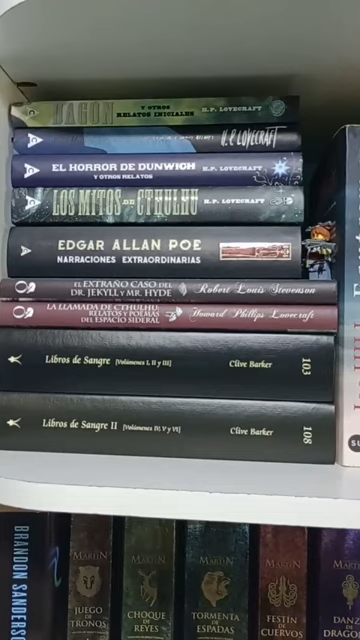 DAGON
Y OTROS
RELATOS INICIALES
H.P. LOVECRAFT
H.P. LOVECRAFT
EL HORROR DE DUNWICH
Y OTROS RELATOS
H.P. LOVECRAFT
LOS MITOS DE CTHULHU
H.P. LOVECRAFT
EDGAR ALLAN POE
NARRACIONES EXTRAORDINARIAS
EL EXTRAÑO CASO DEL
DR. JEKYLL Y MR. HYDE
Robert Louis Stevenson
LA LLAMADA DE CTHULHU:
RELATOS Y POEMAS
DEL ESPACIO SIDERAL
Howard Phillips Lovecraft
Libros de Sangre [Volúmenes I, II y III]
Clive Barker
103
Libros de Sangre II [Volúmenes IV, V y VI]
Clive Barker
108
BRANDON SANDERSO
MARTIN
JUEGO
DE
TRONOS
MARTIN
CHOQUE
DE
REYES
MARTIN
TORMENTA
DE
ESPADAS
MARTIN
FESTÍN
DE
CUERVOS
MARTIN
DAN
DE
DRAGO